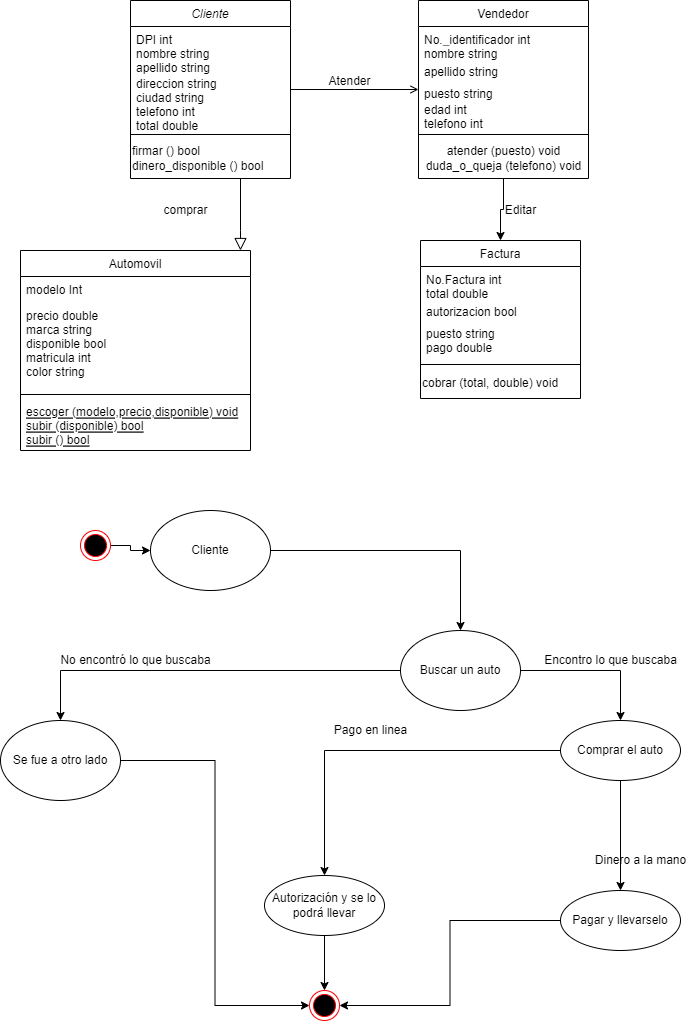 Cliente
DPI int
nombre string
apellido string
direccion string
ciudad string
telefono int
total double
firmar () bool
dinero_disponible () bool
Atender
Vendedor
No._identificador int
nombre string
apellido string
puesto string
edad int
telefono int
atender (puesto) void
duda_o_queja (telefono) void
comprar
Editar
Automovil
modelo Int
precio double
marca string
disponible bool
matricula int
color string
escoger (modelo,precio,disponible) void
subir (disponible) bool
subir () bool
Factura
No.Factura int
total double
autorizacion bool
puesto string
pago double
cobrar (total, double) void
Cliente
Buscar un auto
No encontró lo que buscaba
Encontro lo que buscaba
Se fue a otro lado
Pago en linea
Comprar el auto
Dinero a la mano
Autorización y se lo
podrá llevar
Pagar y llevarselo